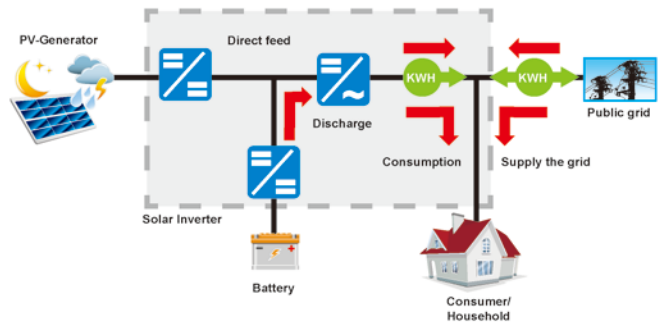 PV-Generator
Direct feed
KWH
KWH
Discharge
Public grid
Consumption
Supply the grid
Solar Inverter
Battery
Consumer/
Household